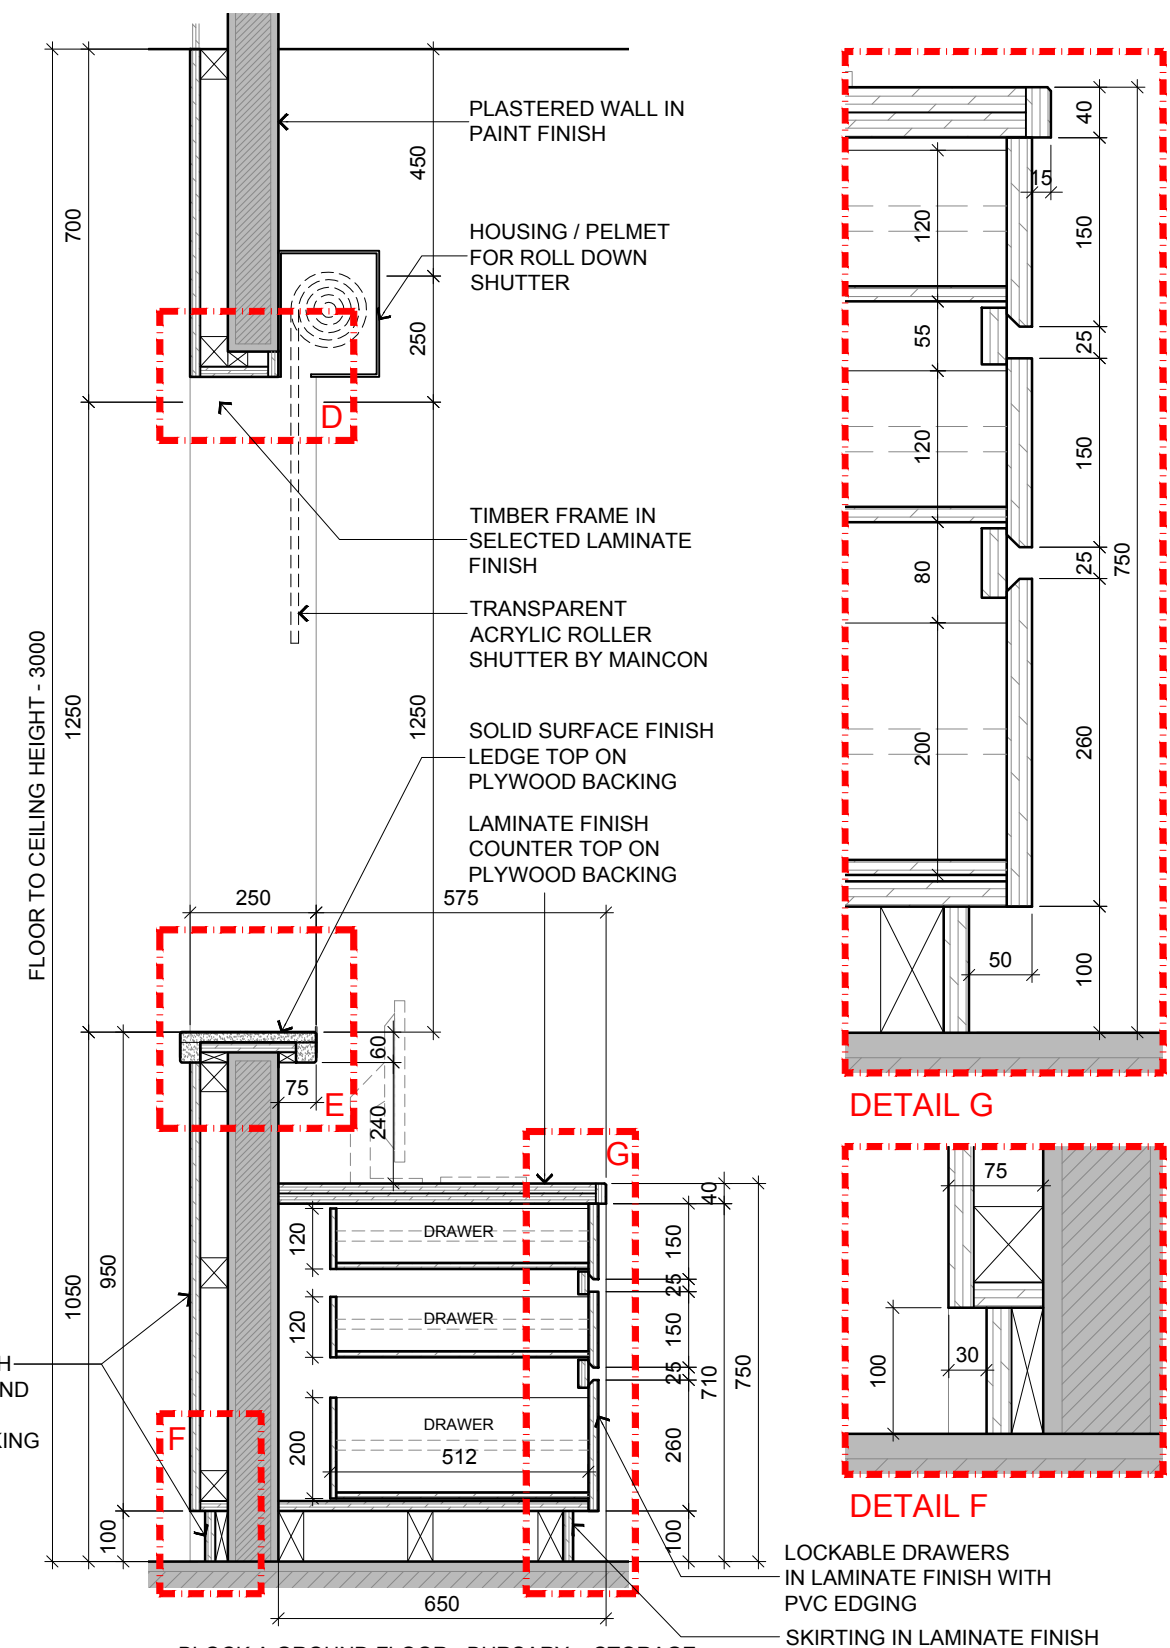 PLASTERED WALL IN
PAINT FINISH
HOUSING / PELMET
FOR ROLL DOWN
SHUTTER
TIMBER FRAME IN
SELECTED LAMINATE
FINISH
TRANSPARENT
ACRYLIC ROLLER
SHUTTER BY MAINCON
SOLID SURFACE FINISH
LEDGE TOP ON
PLYWOOD BACKING
LAMINATE FINISH
COUNTER TOP ON
PLYWOOD BACKING
FLOOR TO CEILING HEIGHT - 3000
700
1250
450
250
1250
D
250
575
60
240
75
E
G
1050
950
100
DRAWER
DRAWER
DRAWER
120
120
200
512
40
150
25
150
25
260
100
710
750
F
650
H
ND
KING
40
15
150
120
55
25
120
150
80
25
750
200
260
50
100
DETAIL G
75
30
100
DETAIL F
LOCKABLE DRAWERS
IN LAMINATE FINISH WITH
PVC EDGING
SKIRTING IN LAMINATE FINISH